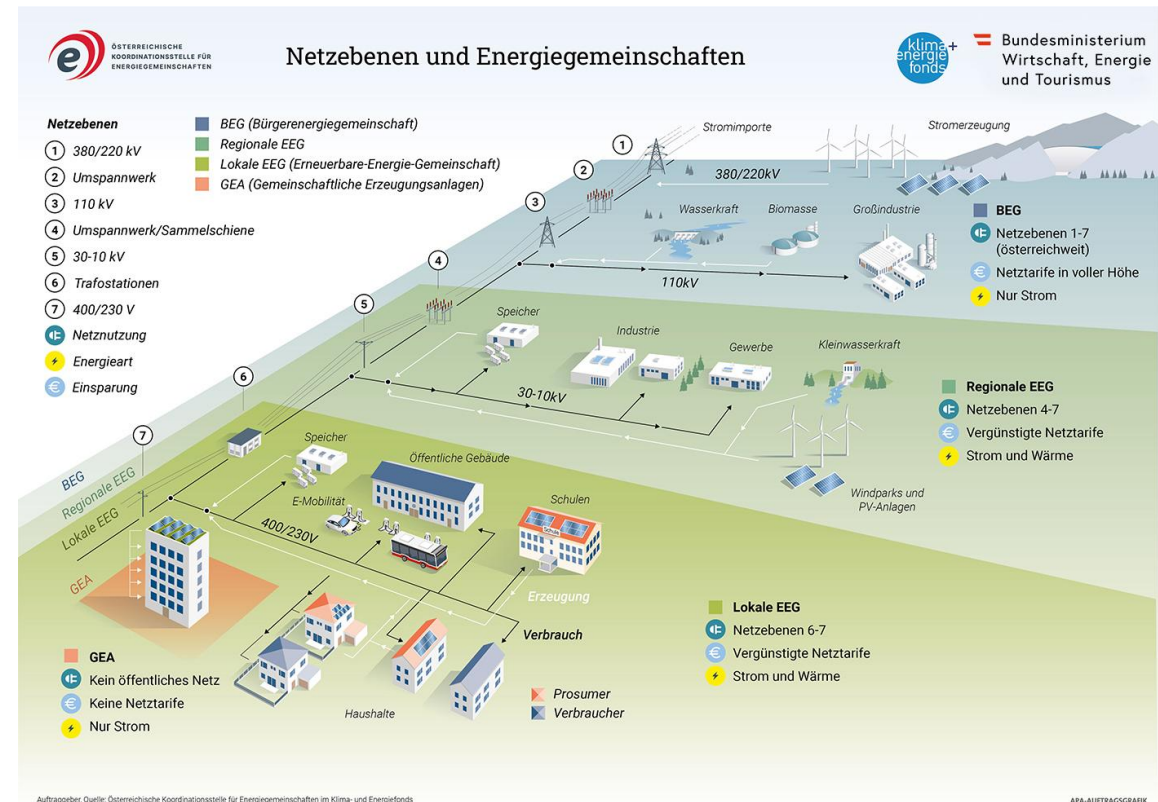 ÖSTERREICHISCHE
KOORDINATIONSSTELLE FÜR
ENERGIEGEMEINSCHAFTEN
Netzebenen und Energiegemeinschaften
klima+
energie
fonds
Bundesministerium
Wirtschaft, Energie
und Tourismus
Netzebenen
1 380/220 kV
2 Umspannwerk
3 110 kV
4 Umspannwerk/Sammelschiene
5 30-10 kV
6 Trafostationen
7 400/230 V
Netznutzung
Energieart
€ Einsparung
BEG (Bürgerenergiegemeinschaft)
Regionale EEG
Lokale EEG (Erneuerbare-Energie-Gemeinschaft)
GEA (Gemeinschaftliche Erzeugungsanlagen)
1
Stromimporte
Stromerzeugung
2
380/220kV
3
Wasserkraft
Biomasse
Großindustrie
110kV
BEG
Netzebenen 1-7
(österreichweit)
€ Netztarife in voller Höhe
Nur Strom
4
5
Speicher
Industrie
Gewerbe
Kleinwasserkraft
30-10kV
Windparks und
PV-Anlagen
Regionale EEG
Netzebenen 4-7
€ Vergünstigte Netztarife
Strom und Wärme
6
7
BEG
Regionale EEG
Lokale EEG
GEA
Speicher
Öffentliche Gebäude
E-Mobilität
Schulen
Schule
400/230V
Erzeugung
Verbrauch
Haushalte
Prosumer
Verbraucher
Lokale EEG
Netzebenen 6-7
€ Vergünstigte Netztarife
Strom und Wärme
GEA
Kein öffentliches Netz
€ Keine Netztarife
Nur Strom
Auftraggeber, Quelle: Österreichische Koordinationsstelle für Energiegemeinschaften im Klima- und Energiefonds
APA-AUFTRAGSGRAFIK